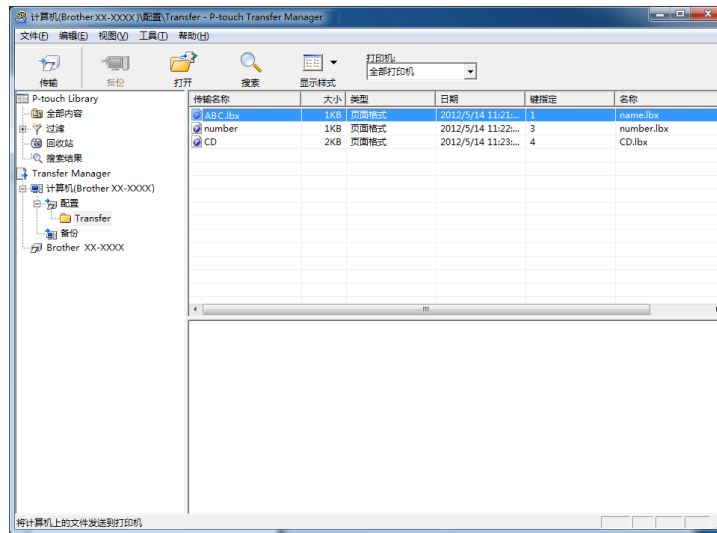 计算机(Brother XX-XXXX)\配置\Transfer - P-touch Transfer Manager
文件(F) 编辑(E) 视图(V) 工具(T) 帮助(H)
传输 备份 打开 搜索 显示样式
打印机:
全部打印机
P-touch Library
全部内容
过滤
回收站
搜索结果
Transfer Manager
计算机(Brother XX-XXXX)
配置
Transfer
备份
Brother XX-XXXX
传输名称 大小 类型 日期 键指定 名称
ABC.lbx 1KB 页面格式 2012/5/14 11:21:... 1 name.lbx
number 1KB 页面格式 2012/5/14 11:22:... 3 number.lbx
CD 2KB 页面格式 2012/5/14 11:23:... 4 CD.lbx
将计算机上的文件发送到打印机